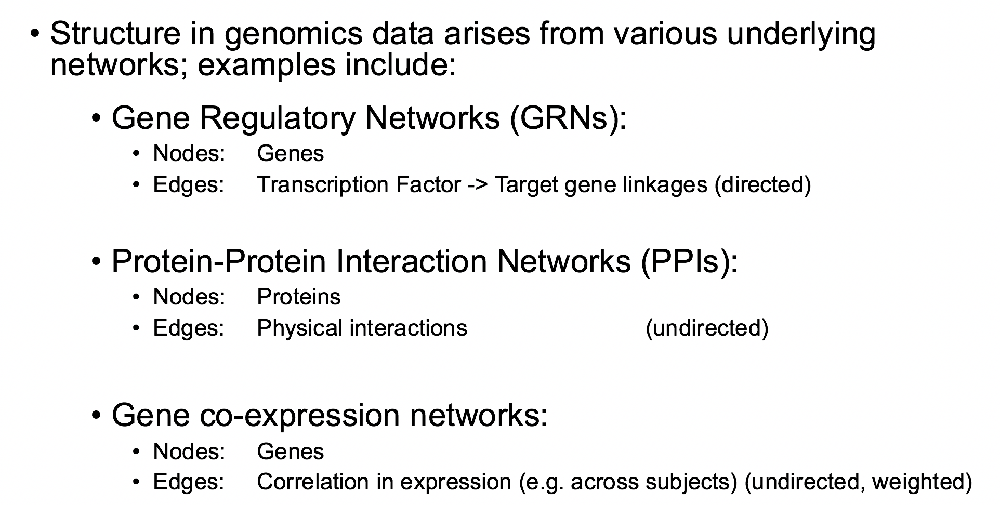 • Structure in genomics data arises from various underlying
networks; examples include:
• Gene Regulatory Networks (GRNs):
• Nodes: Genes
• Edges: Transcription Factor -> Target gene linkages (directed)
• Protein-Protein Interaction Networks (PPIs):
• Nodes: Proteins
• Edges: Physical interactions (undirected)
• Gene co-expression networks:
• Nodes: Genes
• Edges: Correlation in expression (e.g. across subjects) (undirected, weighted)